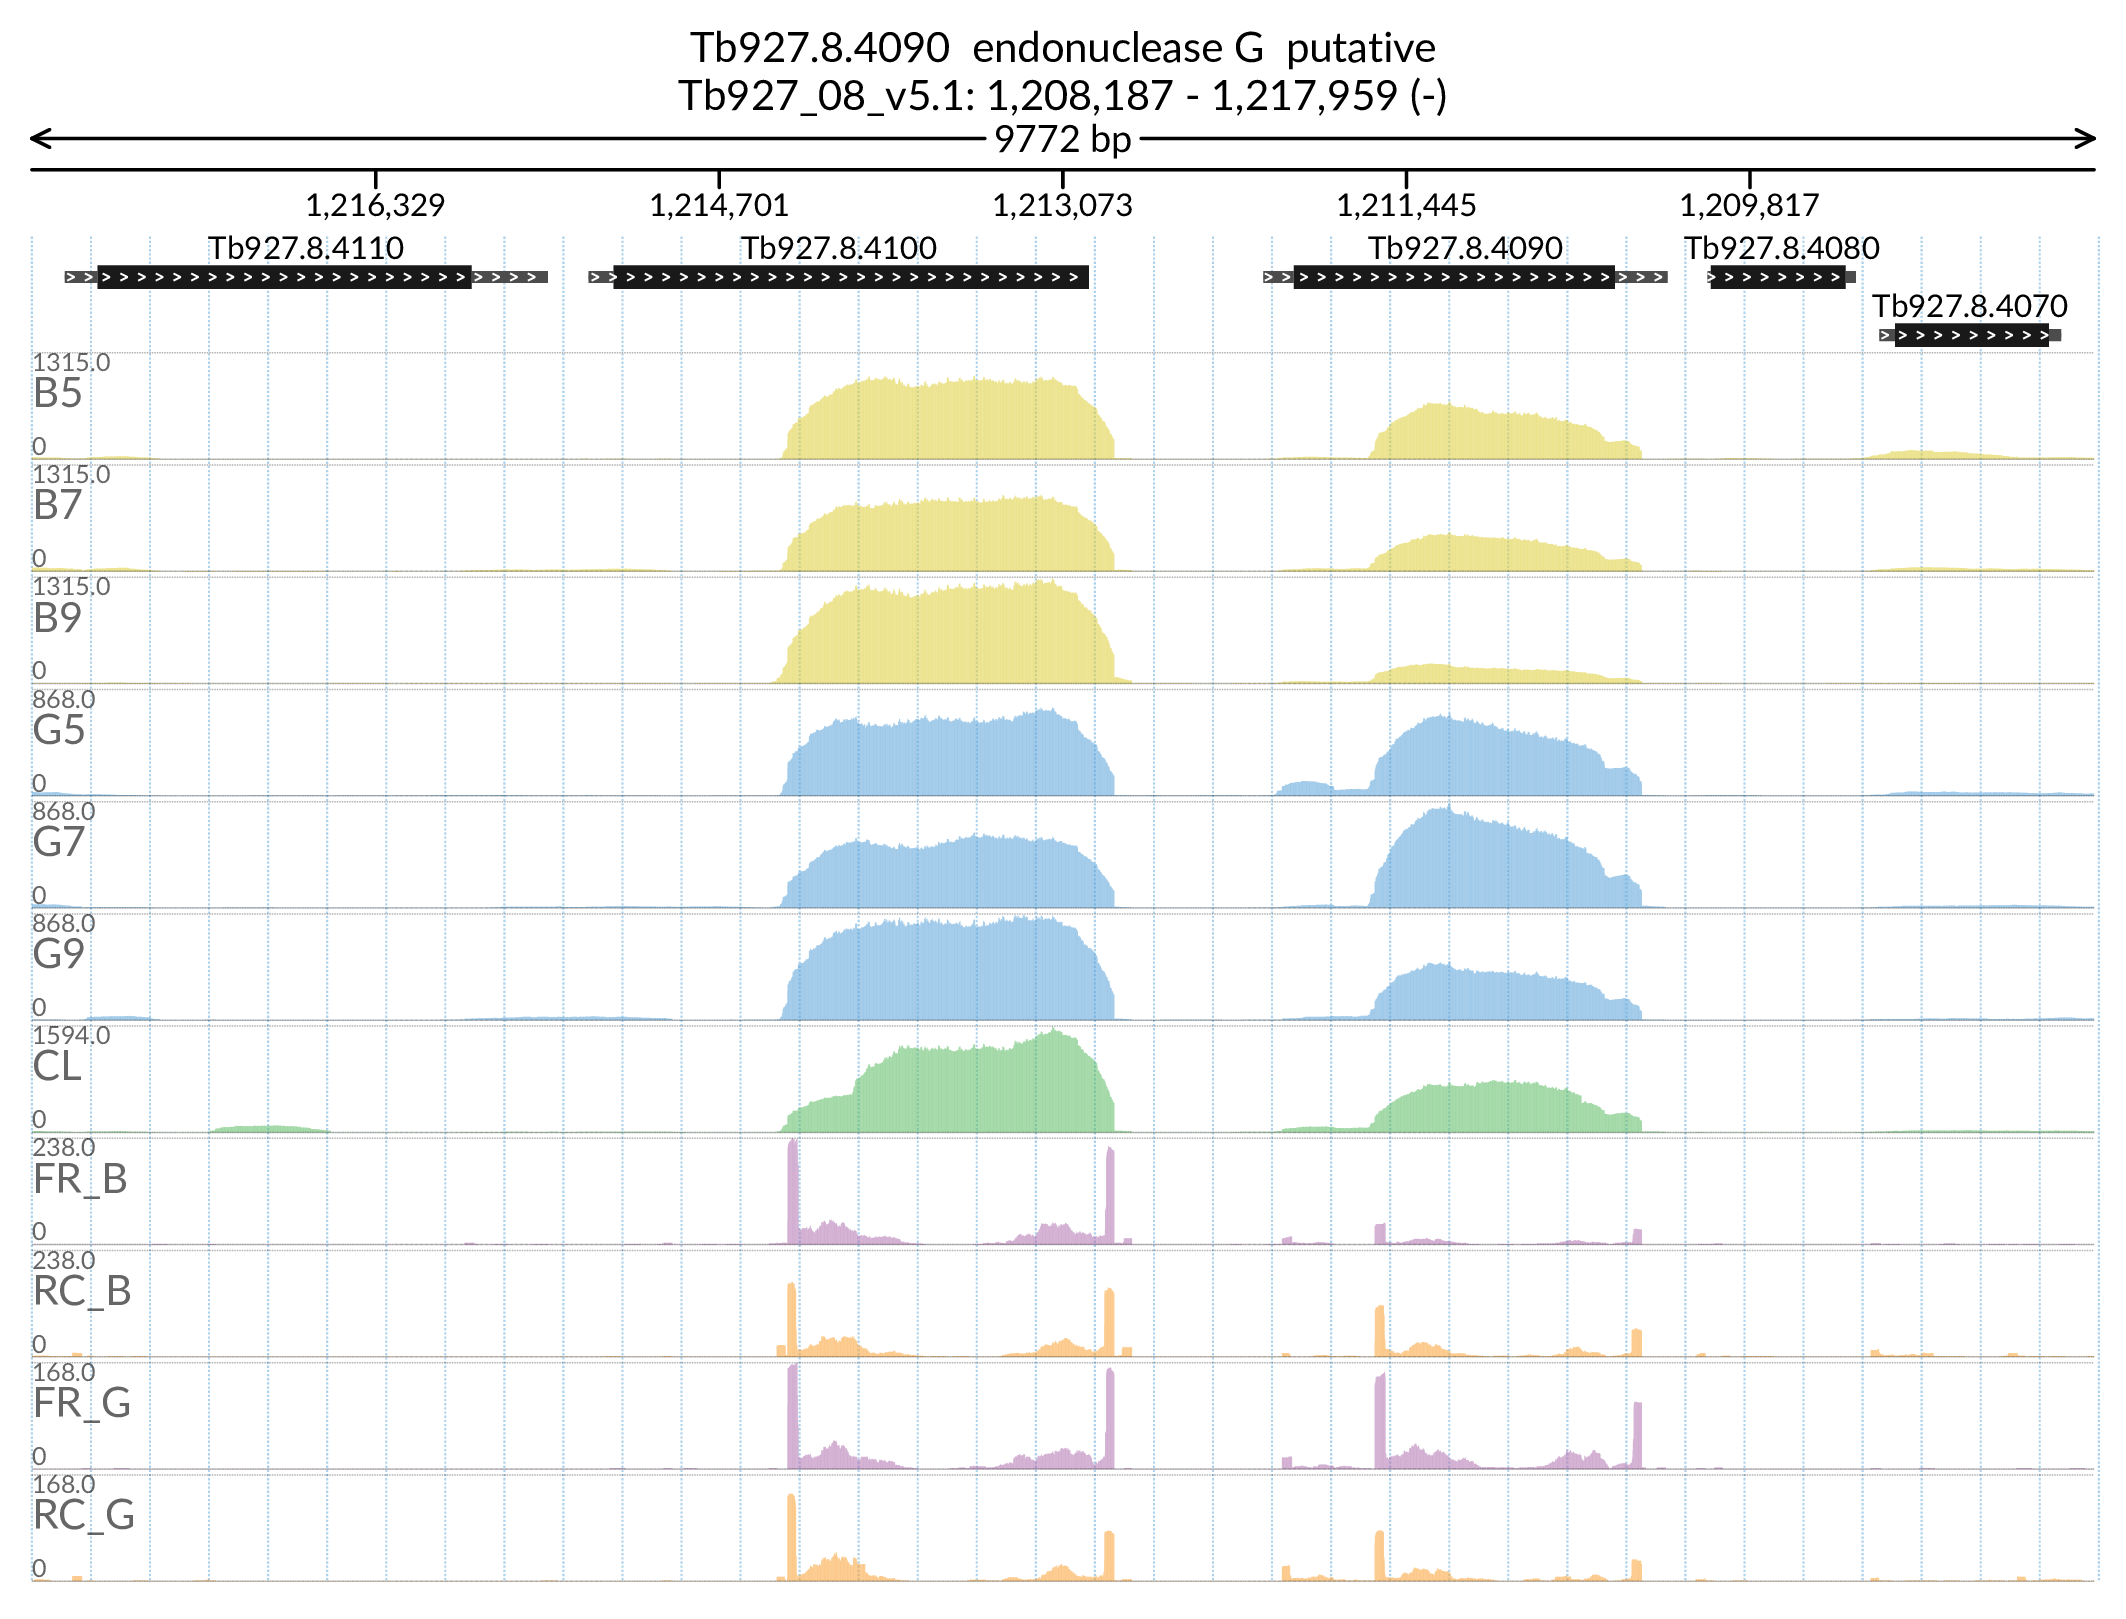 Tb927.8.4090 endonuclease G putative
Tb927_08_v5.1: 1,208,187 - 1,217,959 (-)
9772 bp
1,216,329 1,214,701 1,213,073 1,211,445 1,209,817
Tb927.8.4110 Tb927.8.4100 Tb927.8.4090 Tb927.8.4080
Tb927.8.4070
1315.0
B5
0
1315.0
B7
0
1315.0
B9
0
868.0
G5
0
868.0
G7
0
868.0
G9
0
1594.0
CL
0
238.0
FR_B
0
238.0
RC_B
0
168.0
FR_G
0
168.0
RC_G
0